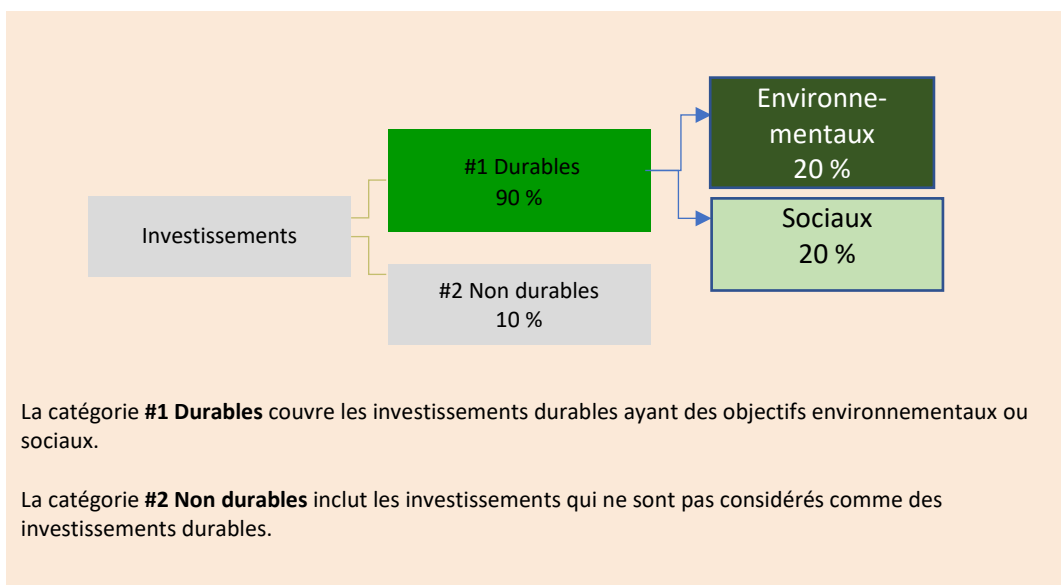 Environne-
mentaux
20 %
#1 Durables
90 %
Sociaux
20 %
Investissements
#2 Non durables
10 %
La catégorie #1 Durables couvre les investissements durables ayant des objectifs environnementaux ou
sociaux.
La catégorie #2 Non durables inclut les investissements qui ne sont pas considérés comme des
investissements durables.